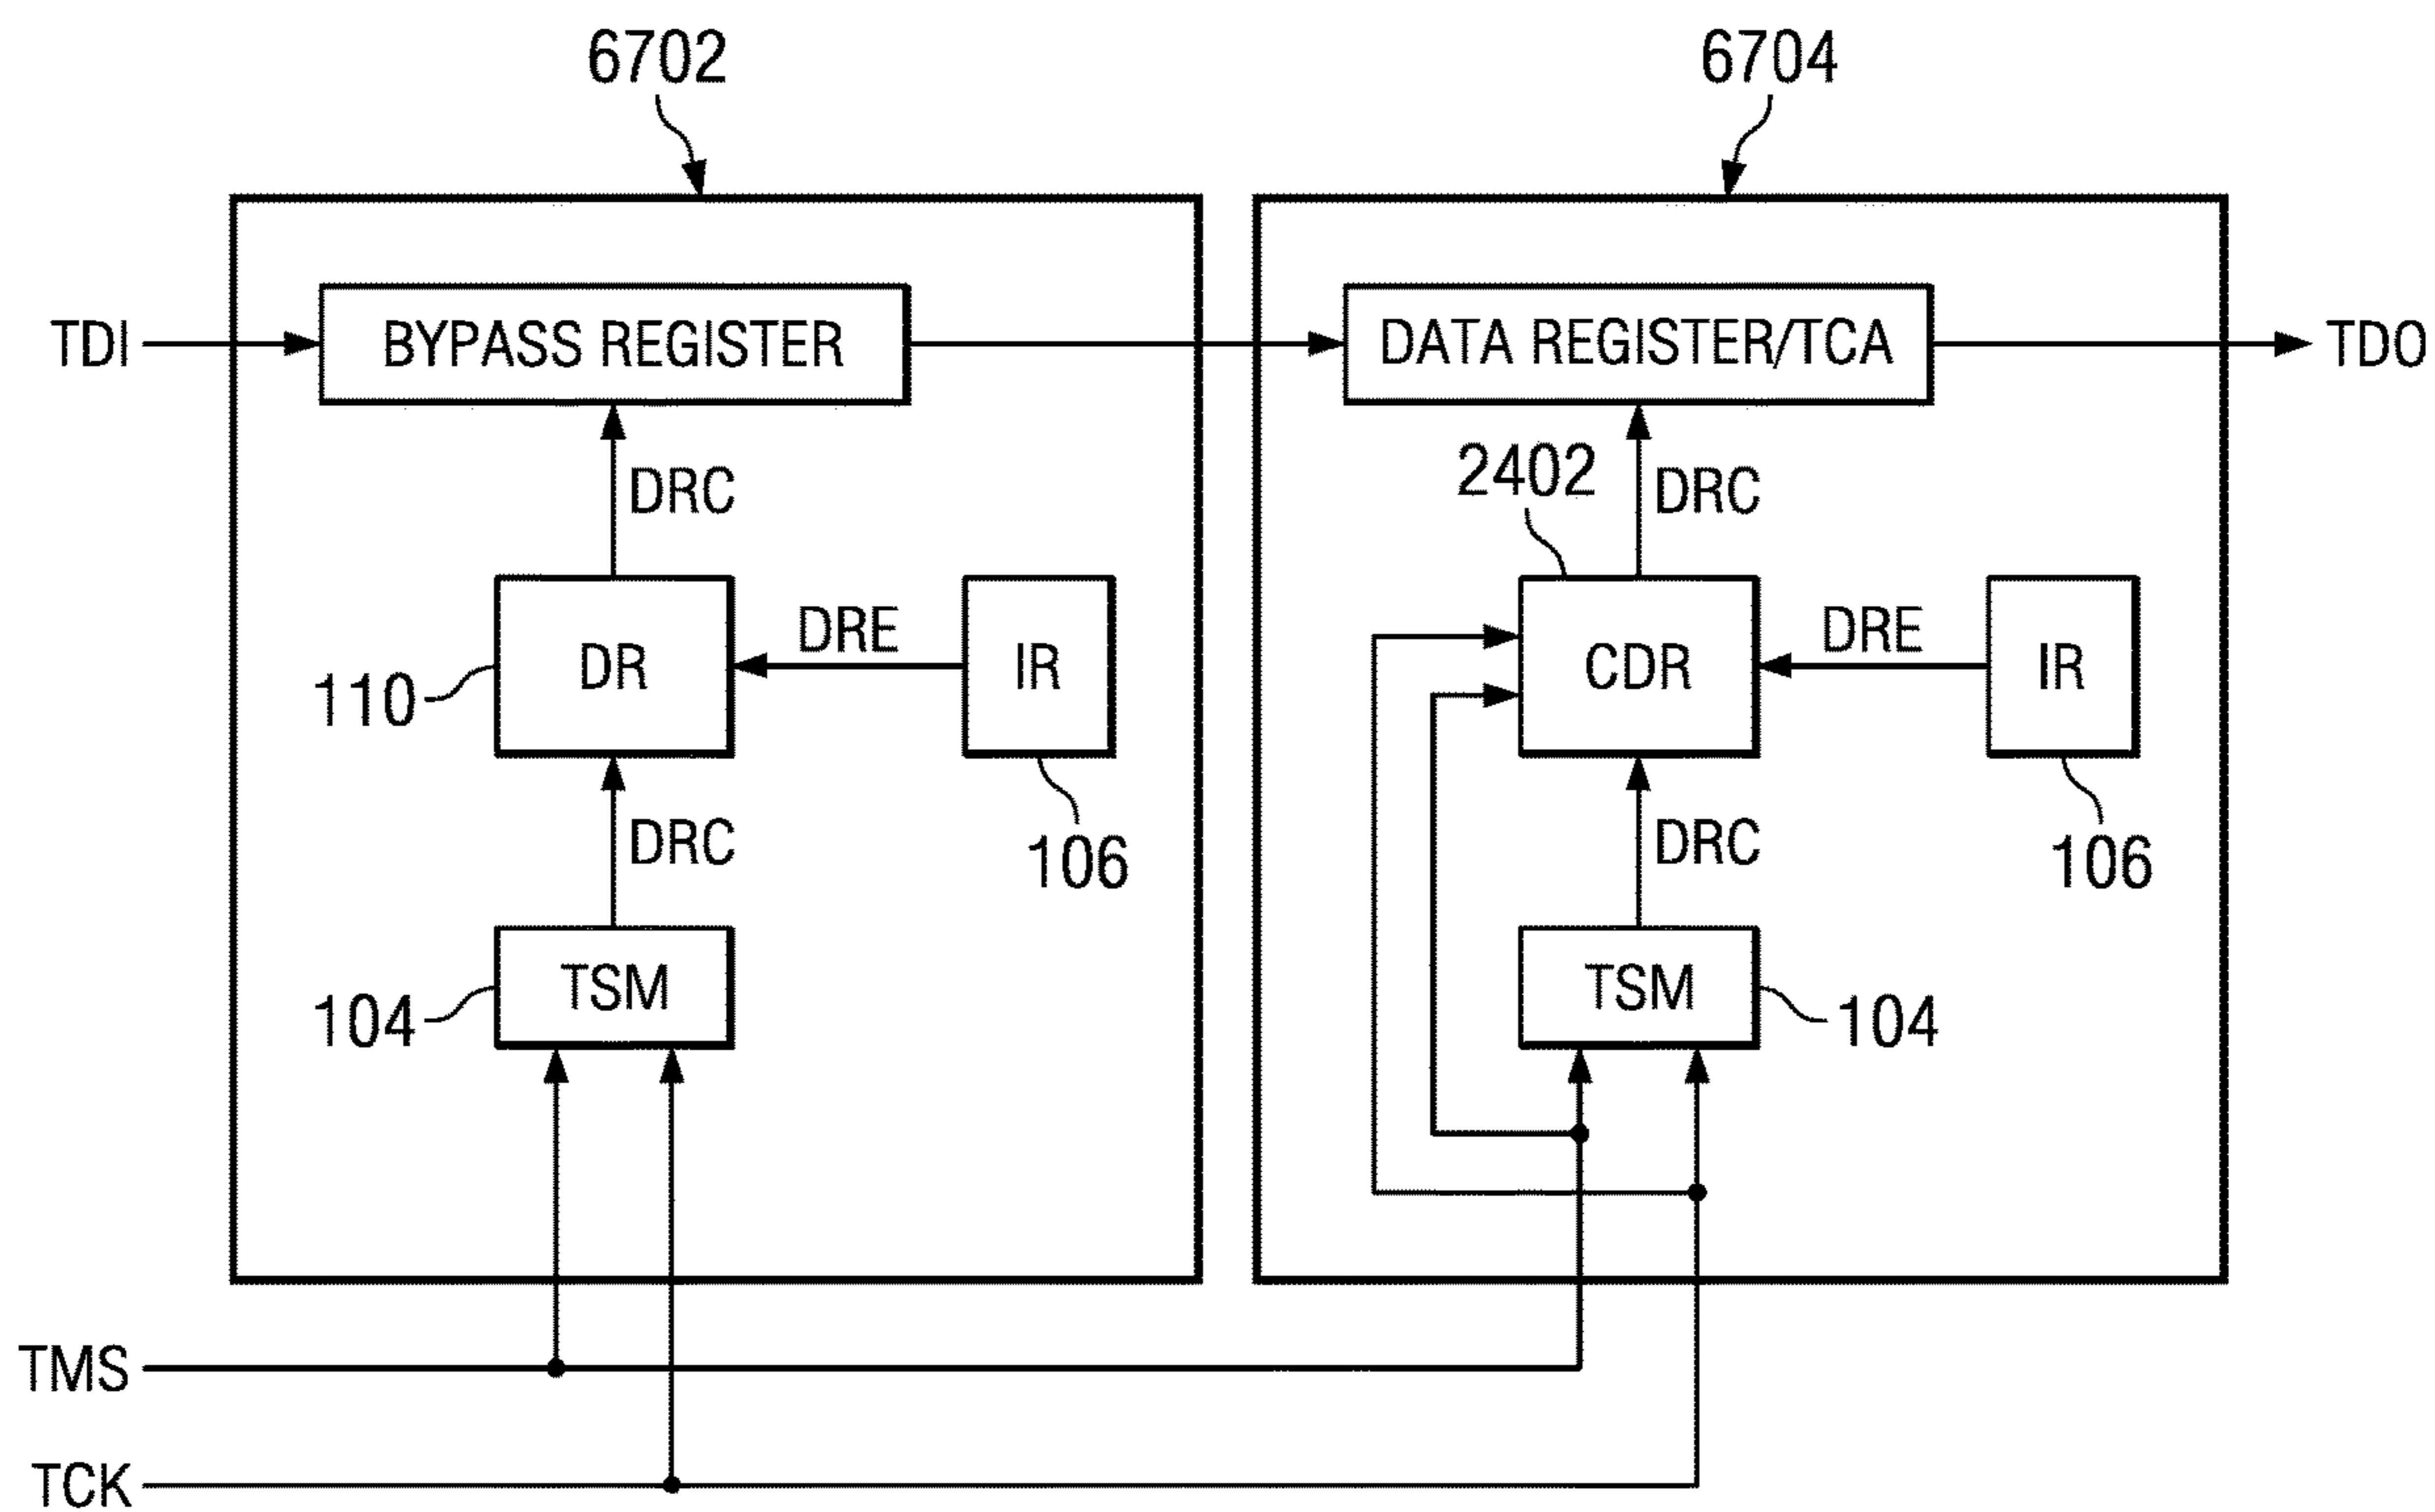 6702
6704
TDI
BYPASS REGISTER
DATA REGISTER/TCA
TDO
DRC
2402
DRC
DR
DRE
IR
CDR
DRE
IR
110
DRC
106
DRC
106
TSM
104
TSM
104
TMS
TCK